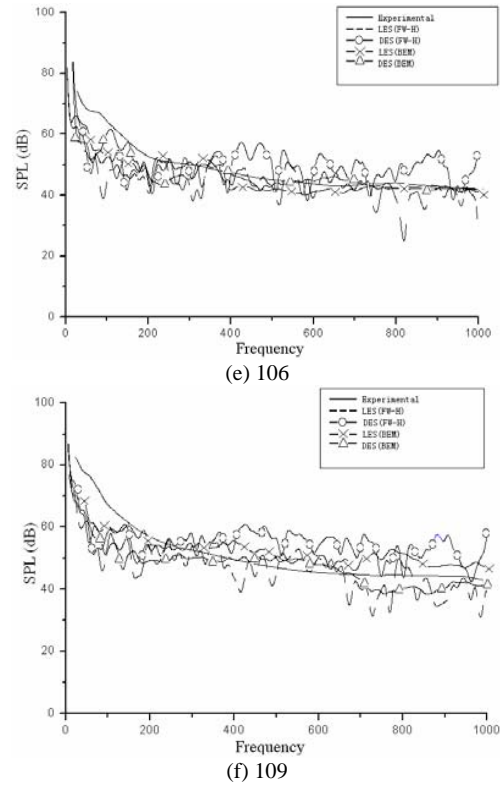 100
80
60
40
20
0
SPL (dB)
Experimental
LES(FW-H)
DES(FW-H)
LES(BEM)
DES(BEM)
0 200 400 600 800 1000
Frequency
(e) 106
100
80
60
40
20
0
SPL (dB)
Experimental
LES(FW-H)
DES(FW-H)
LES(BEM)
DES(BEM)
0 200 400 600 800 1000
Frequency
(f) 109